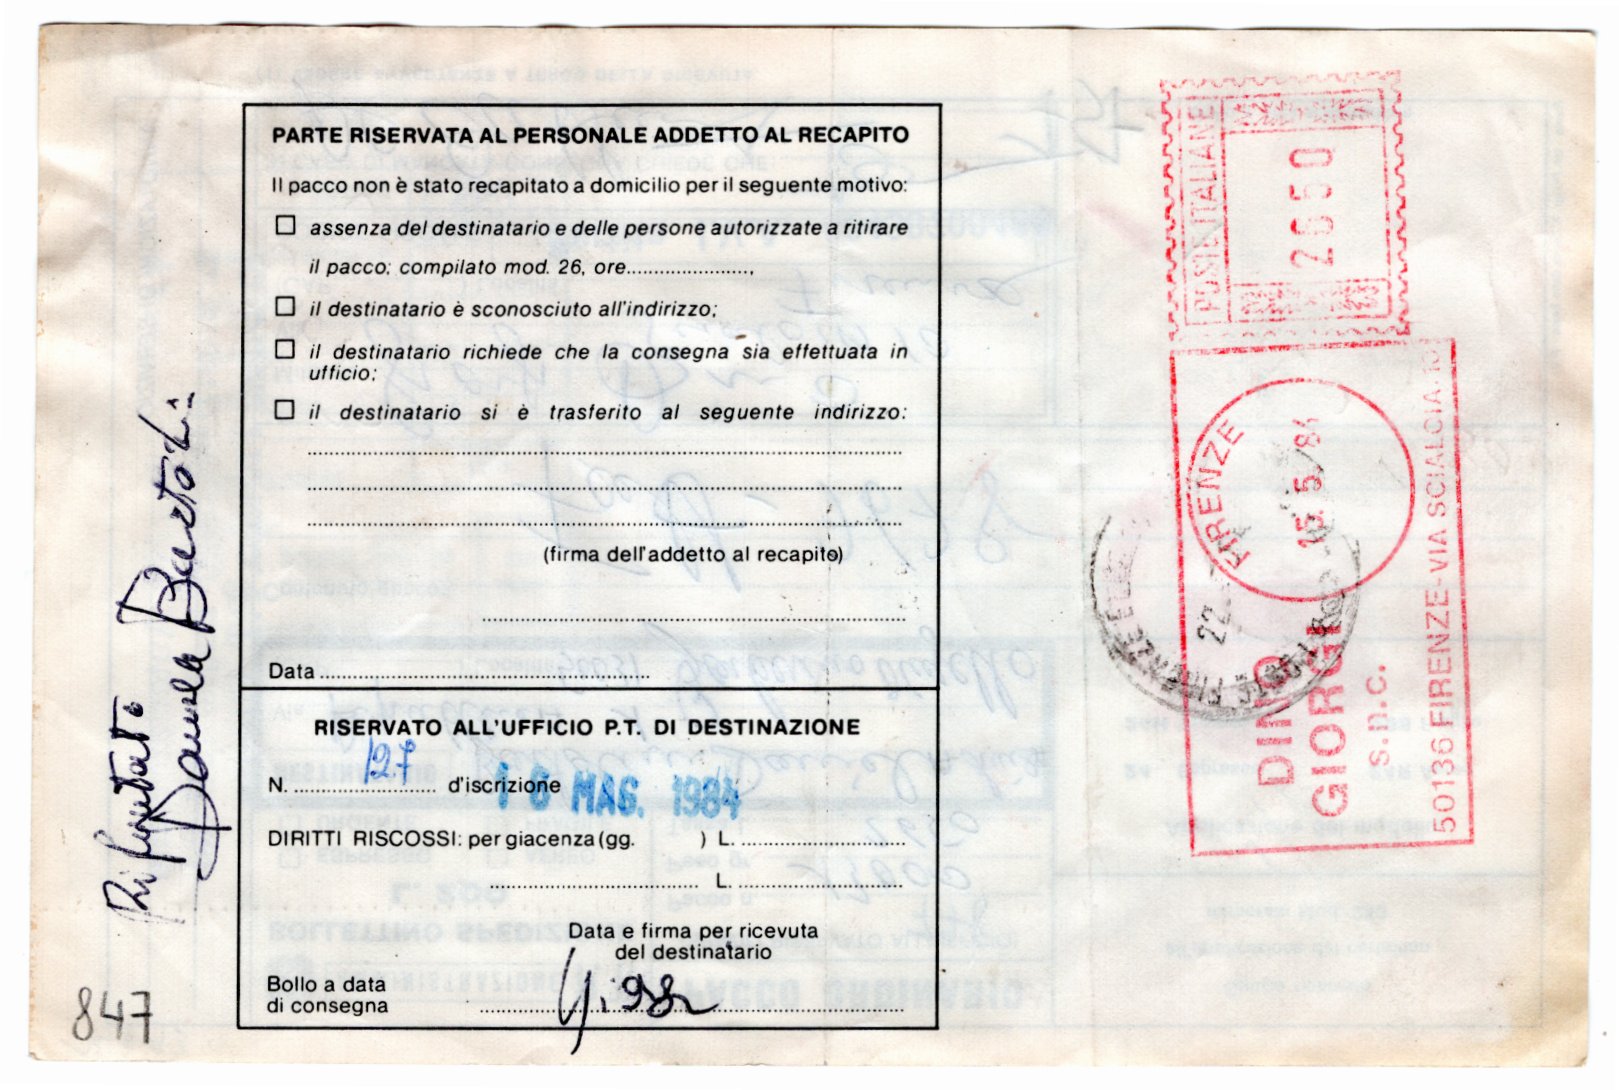 PARTE RISERVATA AL PERSONALE ADDETTO AL RECAPITO
Il pacco non è stato recapitato a domicilio per il seguente motivo:
assenza del destinatario e delle persone autorizzate a ritirare
il pacco; compilato mod. 26, ore........................,
il destinatario è sconosciuto all'indirizzo;
il destinatario richiede che la consegna sia effettuata in
ufficio;
il destinatario si è trasferito al seguente indirizzo:
(firma dell'addetto al recapito)
Data
RISERVATO ALL'UFFICIO P.T. DI DESTINAZIONE
N. 127 d'iscrizione 16 MAG. 1984
DIRITTI RISCOSSI: per giacenza (gg. ) L.
L.
Data e firma per ricevuta
del destinatario
Bollo a data
di consegna
Rifiutato
Daniela Bartoli
847
POSTE ITALIANE
2650
FIRENZE
15.5/84
DINO
GIORGI
s.n.c.
50136 FIRENZE-VIA SCIALOIA